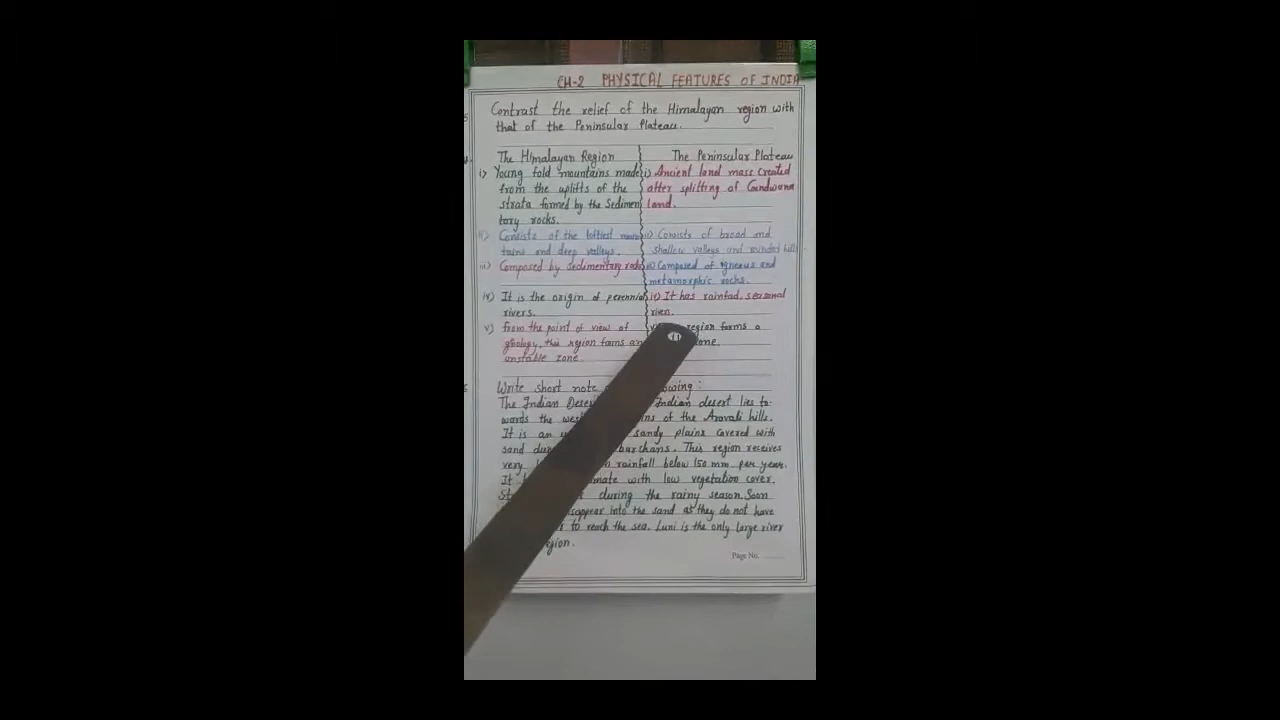 CH-2 PHYSICAL FEATURES OF INDIA
Contrast the relief of the Himalayan region with
that of the Peninsular Plateau.
The Himalayan Region
i) Young fold mountains made
from the uplifts of the
strata formed by the Sedimen
tory rocks.
ii) Consists of the loftiest moun
tains and deep valleys.
iii) Composed by sedimentary rocks
iv) It is the origin of perennial
rivers.
v) from the point of view of
geology, this region forms an
unstable zone.
The Peninsular Plateau
i) Ancient land mass created
after splitting of Gondwana
land.
ii) Consists of broad and
shallow valleys and rounded hills
iii) Composed of igneous and
metamorphic rocks.
iv) It has rainfad, seasonal
rivers.
region forms a
zone.
Write short note
The Indian Desert Indian desert lies to-
wards the of the Aravali hills.
It is an sandy plains covered with
sand barchans. This region receives
very rainfall below 150 mm per year.
It with low vegetation cover.
during the rainy season. Soon
into the sand as they do not have
to reach the sea. Luni is the only large river
Page No.